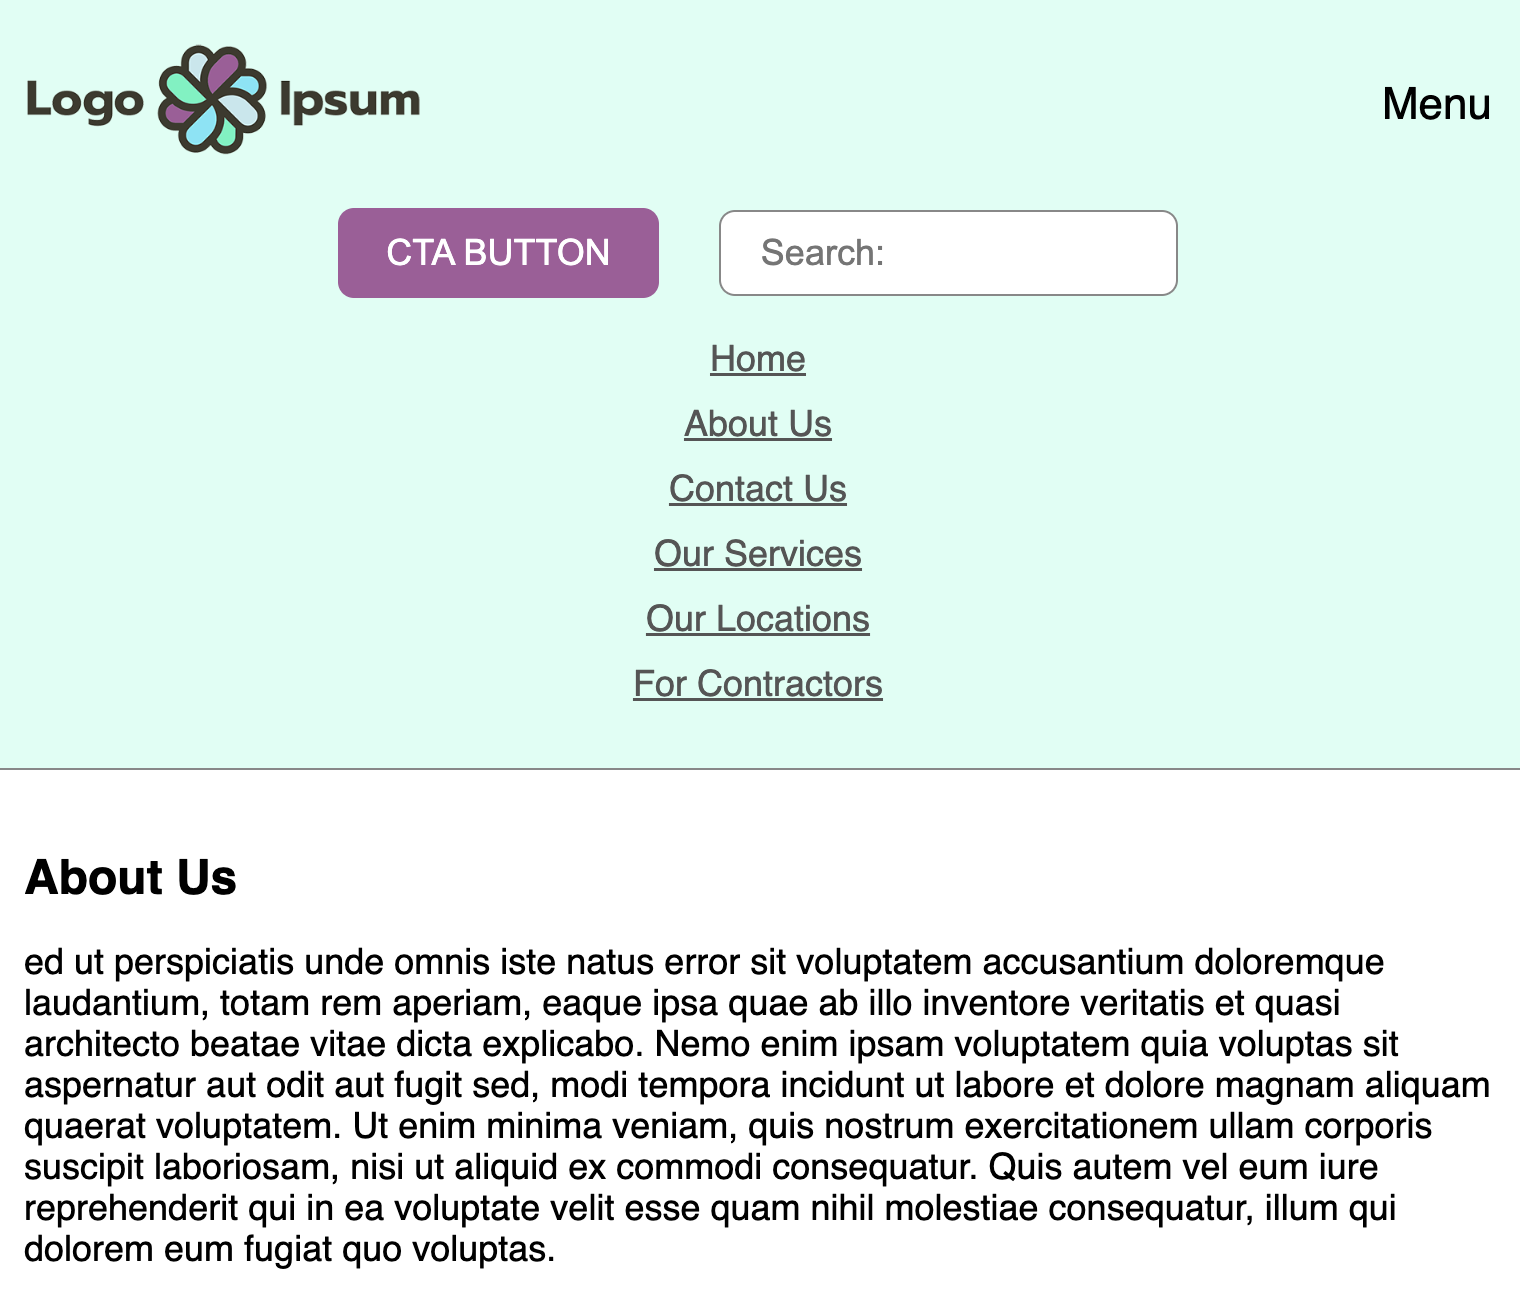 Logo Ipsum
Menu
CTA BUTTON
Search:
Home
About Us
Contact Us
Our Services
Our Locations
For Contractors
About Us
ed ut perspiciatis unde omnis iste natus error sit voluptatem accusantium doloremque
laudantium, totam rem aperiam, eaque ipsa quae ab illo inventore veritatis et quasi
architecto beatae vitae dicta explicabo. Nemo enim ipsam voluptatem quia voluptas sit
aspernatur aut odit aut fugit sed, modi tempora incidunt ut labore et dolore magnam aliquam
quaerat voluptatem. Ut enim minima veniam, quis nostrum exercitationem ullam corporis
suscipit laboriosam, nisi ut aliquid ex commodi consequatur. Quis autem vel eum iure
reprehenderit qui in ea voluptate velit esse quam nihil molestiae consequatur, illum qui
dolorem eum fugiat quo voluptas.